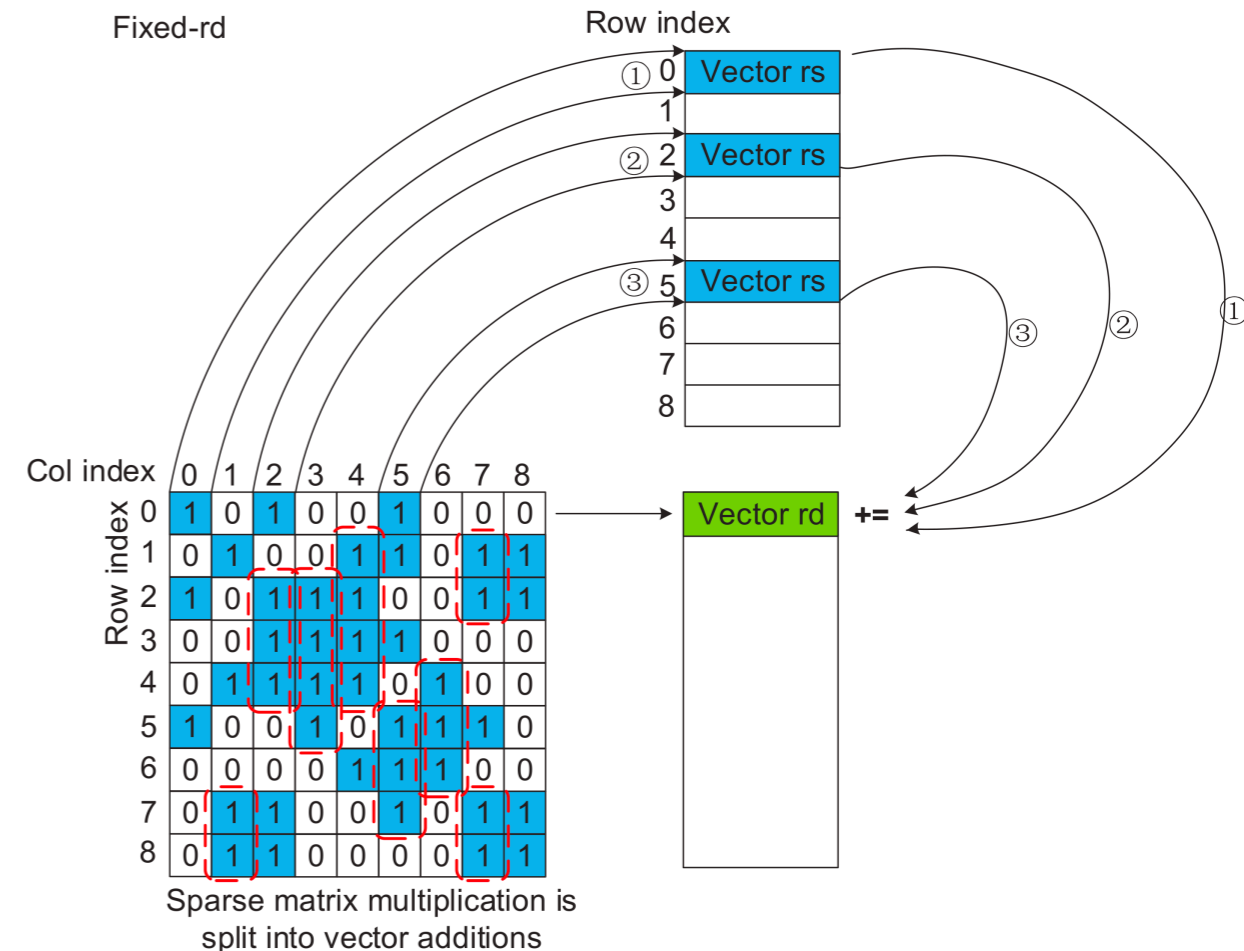 Fixed-rd
Row index
① 0 Vector rs
1
② 2 Vector rs
3
4
③ 5 Vector rs
6
7
8
③ ② ①
Col index 0 1 2 3 4 5 6 7 8
Row index
0 1 0 1 0 0 1 0 0 0
1 0 1 0 0 1 1 0 1 1
2 1 0 1 1 1 0 0 1 1
3 0 0 1 1 1 1 0 0 0
4 0 1 1 1 1 0 1 0 0
5 1 0 0 1 0 1 1 1 0
6 0 0 0 0 1 1 1 0 0
7 0 1 1 0 0 1 0 1 1
8 0 1 1 0 0 0 0 1 1
Vector rd +=
Sparse matrix multiplication is
split into vector additions